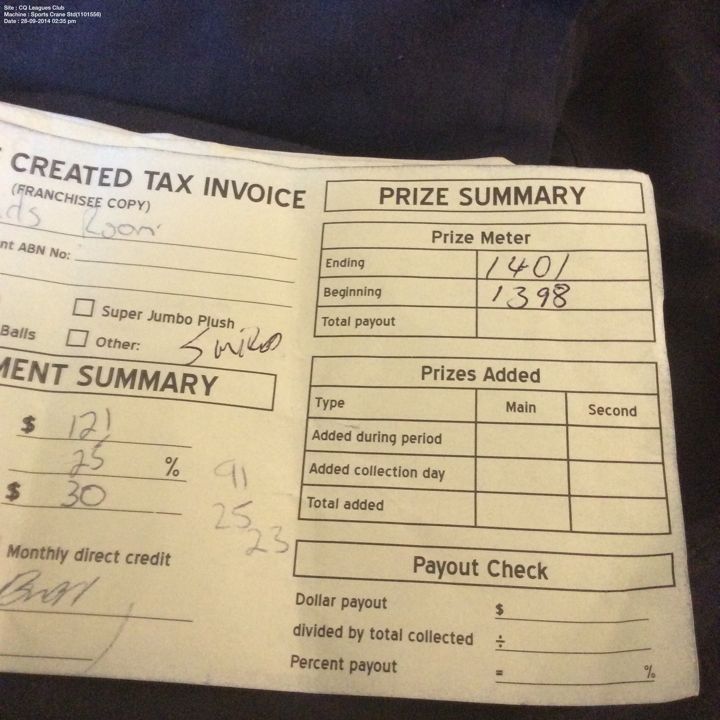 Site : CQ Leagues Club
Machine : Sports Crane Std(1101556)
Date : 28-09-2014 02:35 pm
CREATED TAX INVOICE
(FRANCHISEE COPY)
ds Room
nt ABN No:
Super Jumbo Plush
Balls
Other:
MENT SUMMARY
$ 121
25 %
$ 30
91
25
23
Monthly direct credit
PRIZE SUMMARY
Prize Meter
Ending 1401
Beginning 1398
Total payout
Prizes Added
Type Main Second
Added during period
Added collection day
Total added
Payout Check
Dollar payout $
divided by total collected ÷
Percent payout = %